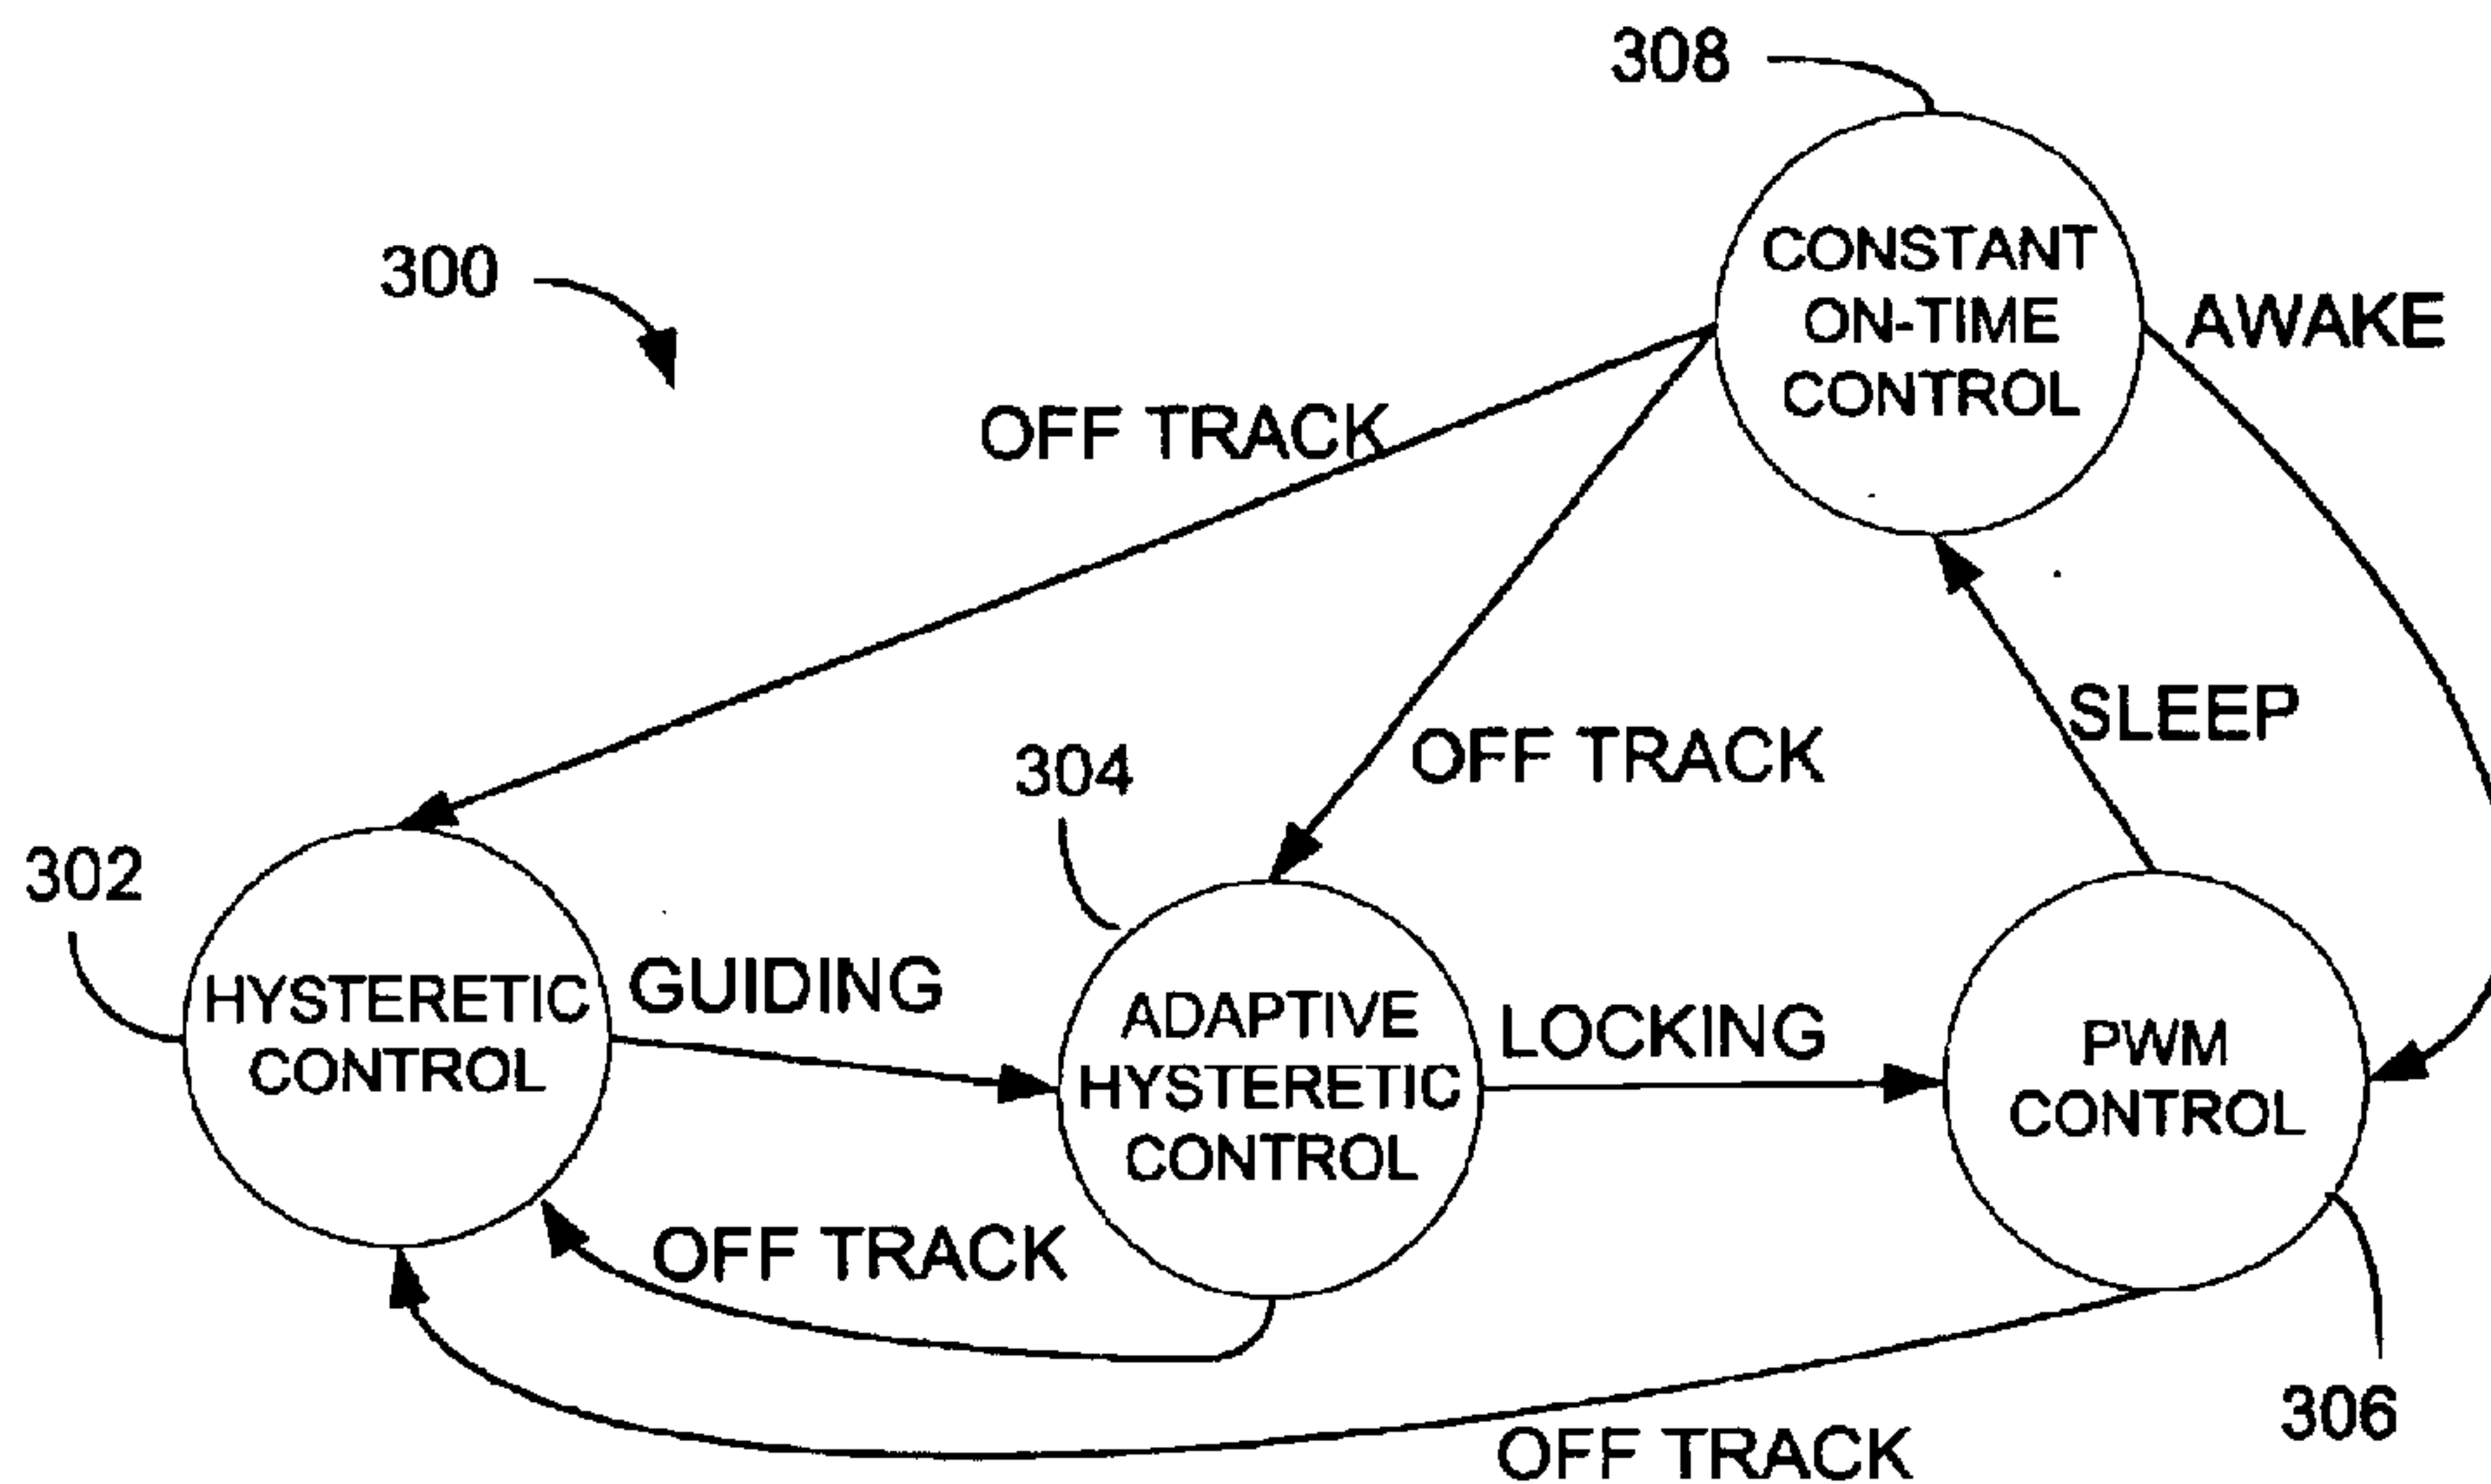 308
300
CONSTANT
ON-TIME
CONTROL
AWAKE
OFF TRACK
SLEEP
OFF TRACK
304
302
HYSTERETIC
CONTROL
GUIDING
ADAPTIVE
HYSTERETIC
CONTROL
LOCKING
PWM
CONTROL
OFF TRACK
306
OFF TRACK